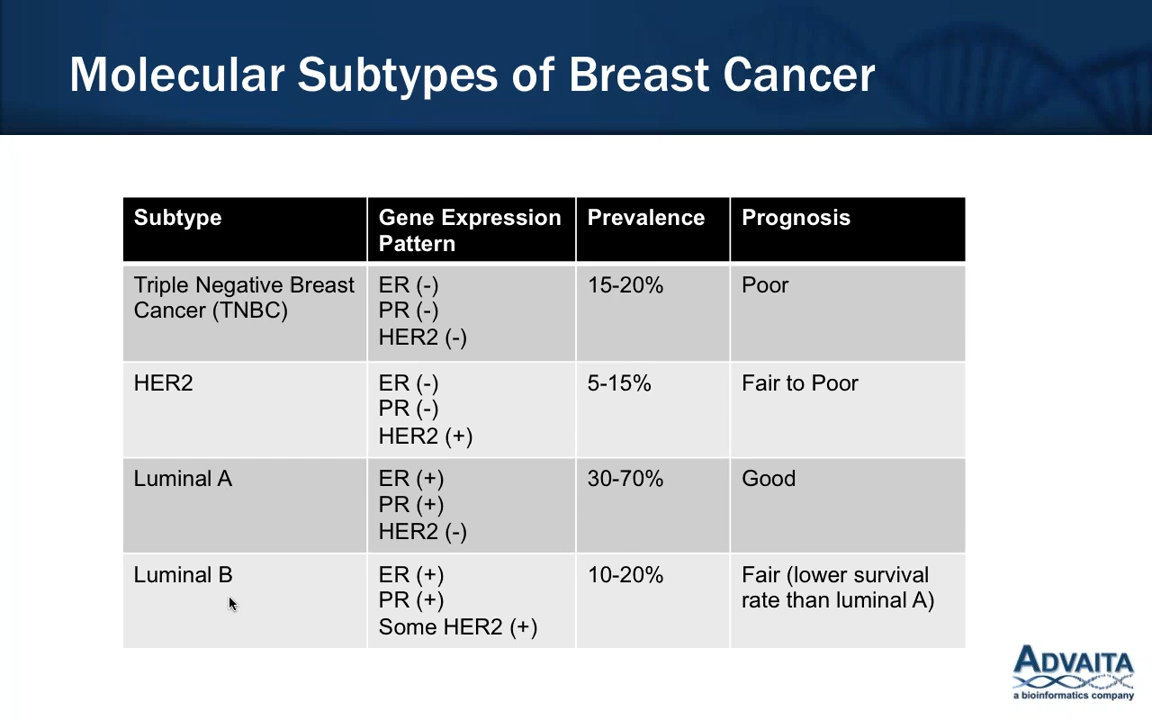 Molecular Subtypes of Breast Cancer
Subtype
Gene Expression
Pattern
Prevalence
Prognosis
Triple Negative Breast
Cancer (TNBC)
ER (-)
PR (-)
HER2 (-)
15-20%
Poor
HER2
ER (-)
PR (-)
HER2 (+)
5-15%
Fair to Poor
Luminal A
ER (+)
PR (+)
HER2 (-)
30-70%
Good
Luminal B
ER (+)
PR (+)
Some HER2 (+)
10-20%
Fair (lower survival
rate than luminal A)
ADVAITA
a bioinformatics company